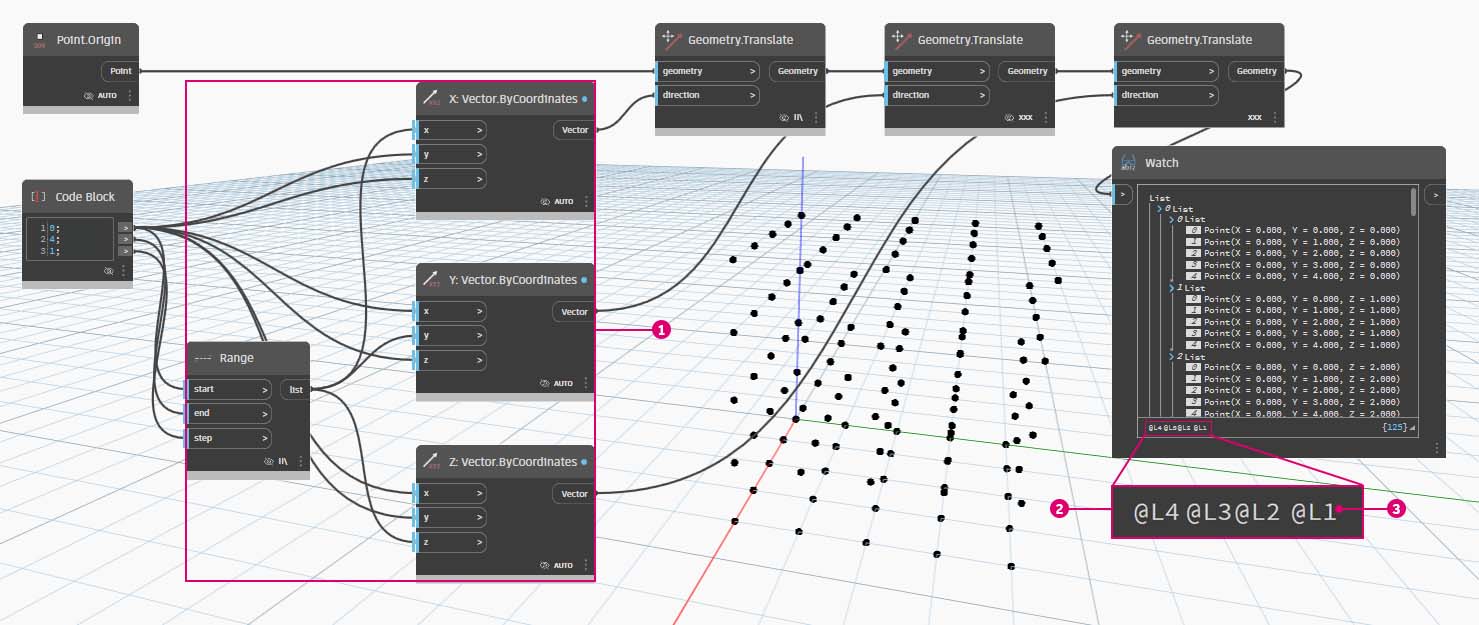 Point.Origin
Point
AUTO
Code Block
1 0;
2 4;
3 1;
>
>
>
Range
start >
end >
step >
list
X: Vector.ByCoordinates
x >
y >
z >
Vector
AUTO
Y: Vector.ByCoordinates
x >
y >
z >
Vector
AUTO
Z: Vector.ByCoordinates
x >
y >
z >
Vector
AUTO
1
Geometry.Translate
geometry >
direction >
Geometry
Geometry.Translate
geometry >
direction >
Geometry
XXX
Geometry.Translate
geometry >
direction >
Geometry
XXX
Watch
>
>
List
0 List
0 List
0 Point(X = 0.000, Y = 0.000, Z = 0.000)
1 Point(X = 0.000, Y = 1.000, Z = 0.000)
2 Point(X = 0.000, Y = 2.000, Z = 0.000)
3 Point(X = 0.000, Y = 3.000, Z = 0.000)
4 Point(X = 0.000, Y = 4.000, Z = 0.000)
1 List
0 Point(X = 0.000, Y = 0.000, Z = 1.000)
1 Point(X = 0.000, Y = 1.000, Z = 1.000)
2 Point(X = 0.000, Y = 2.000, Z = 1.000)
3 Point(X = 0.000, Y = 3.000, Z = 1.000)
4 Point(X = 0.000, Y = 4.000, Z = 1.000)
2 List
0 Point(X = 0.000, Y = 0.000, Z = 2.000)
1 Point(X = 0.000, Y = 1.000, Z = 2.000)
2 Point(X = 0.000, Y = 2.000, Z = 2.000)
3 Point(X = 0.000, Y = 3.000, Z = 2.000)
4 Point(X = 0.000, Y = 4.000, Z = 2.000)
@L4 @L3 @L2 @L1
{125}
2
@L4 @L3 @L2 @L1
3